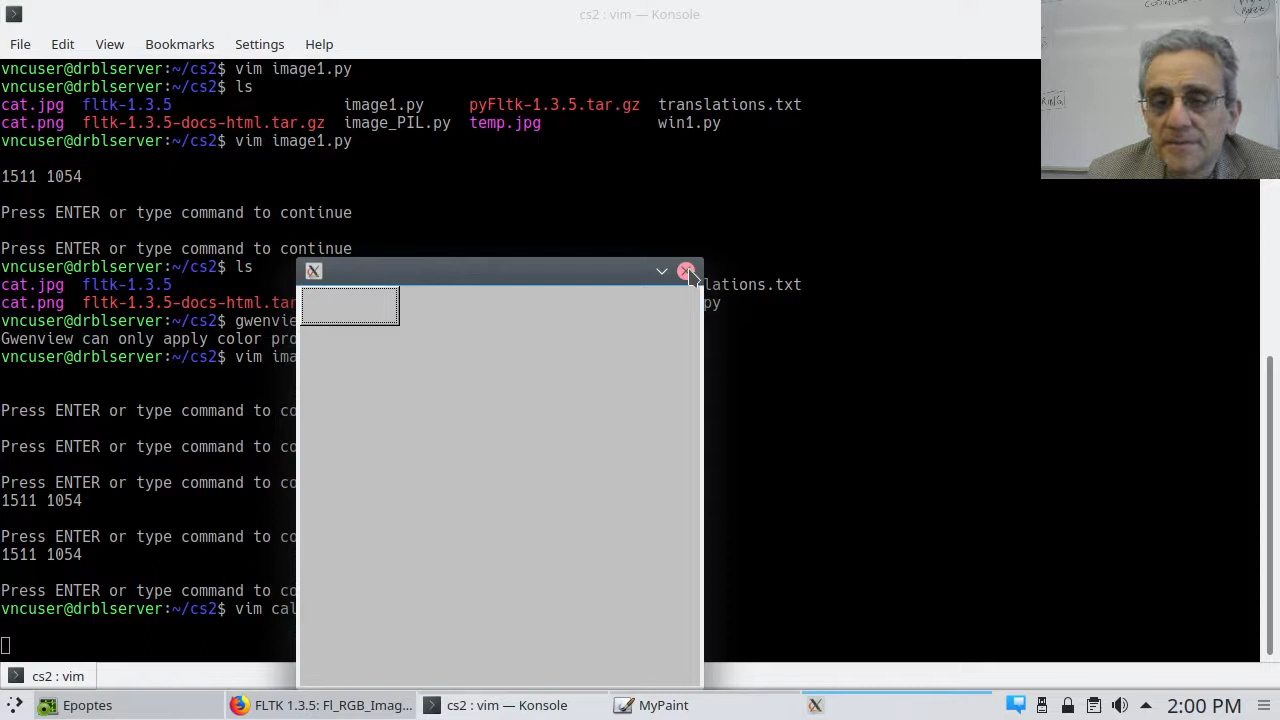 cs2 : vim — Konsole
File Edit View Bookmarks Settings Help
vncuser@drblserver:~/cs2$ vim image1.py
vncuser@drblserver:~/cs2$ ls
cat.jpg fltk-1.3.5 image1.py pyFltk-1.3.5.tar.gz translations.txt
cat.png fltk-1.3.5-docs-html.tar.gz image_PIL.py temp.jpg win1.py
vncuser@drblserver:~/cs2$ vim image1.py
1511 1054
Press ENTER or type command to continue
Press ENTER or type command to continue
vncuser@drblserver:~/cs2$ ls
cat.jpg fltk-1.3.5 lations.txt
cat.png fltk-1.3.5-docs-html.tar py
vncuser@drblserver:~/cs2$ gwenvie
Gwenview can only apply color pro
vncuser@drblserver:~/cs2$ vim ima
Press ENTER or type command to co
Press ENTER or type command to co
Press ENTER or type command to co
1511 1054
Press ENTER or type command to co
1511 1054
Press ENTER or type command to co
vncuser@drblserver:~/cs2$ vim cal
cs2 : vim
Epoptes FLTK 1.3.5: Fl_RGB_Imag... cs2 : vim — Konsole MyPaint 2:00 PM